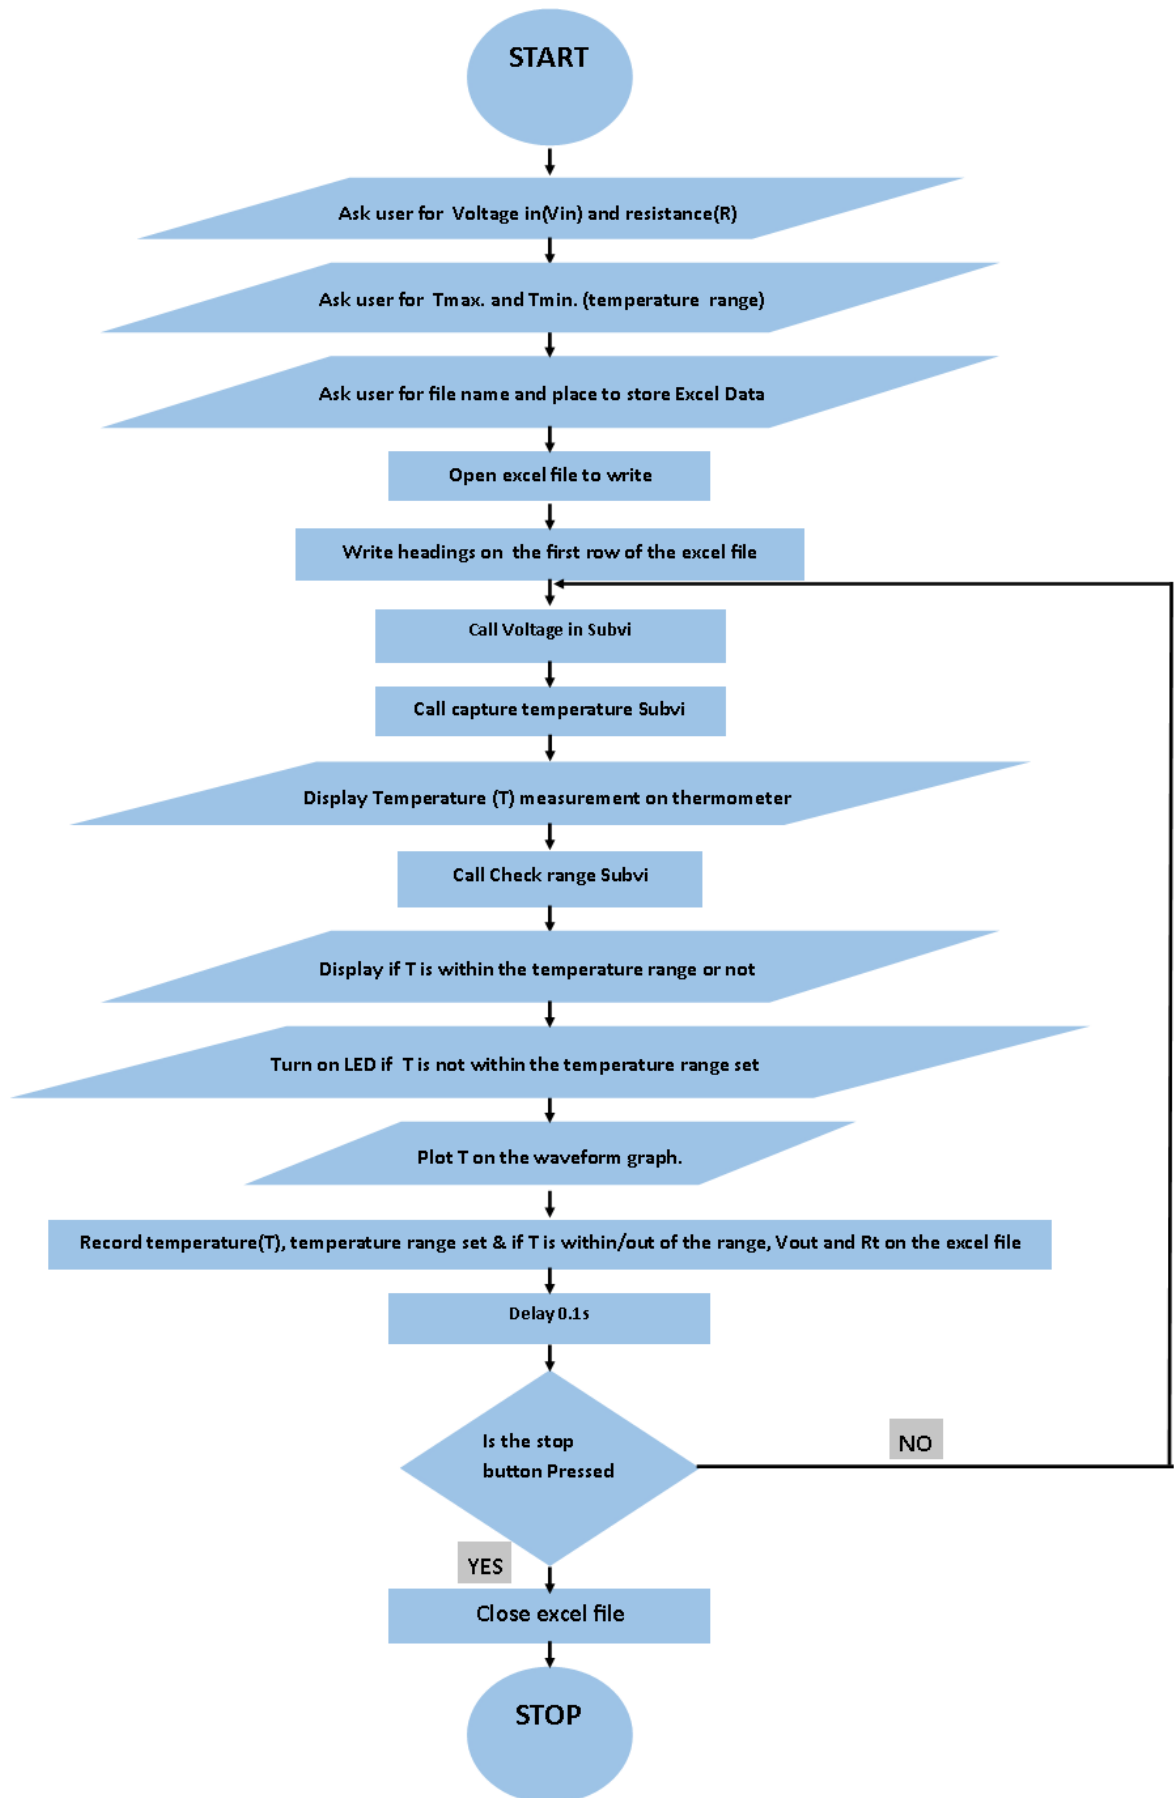 START
Ask user for Voltage in(Vin) and resistance(R)
Ask user for Tmax. and Tmin. (temperature range)
Ask user for file name and place to store Excel Data
Open excel file to write
Write headings on the first row of the excel file
Call Voltage in Subvi
Call capture temperature Subvi
Display Temperature (T) measurement on thermometer
Call Check range Subvi
Display if T is within the temperature range or not
Turn on LED if T is not within the temperature range set
Plot T on the waveform graph.
Record temperature(T), temperature range set & if T is within/out of the range, Vout and Rt on the excel file
Delay 0.1s
Is the stop
button Pressed
NO
YES
Close excel file
STOP